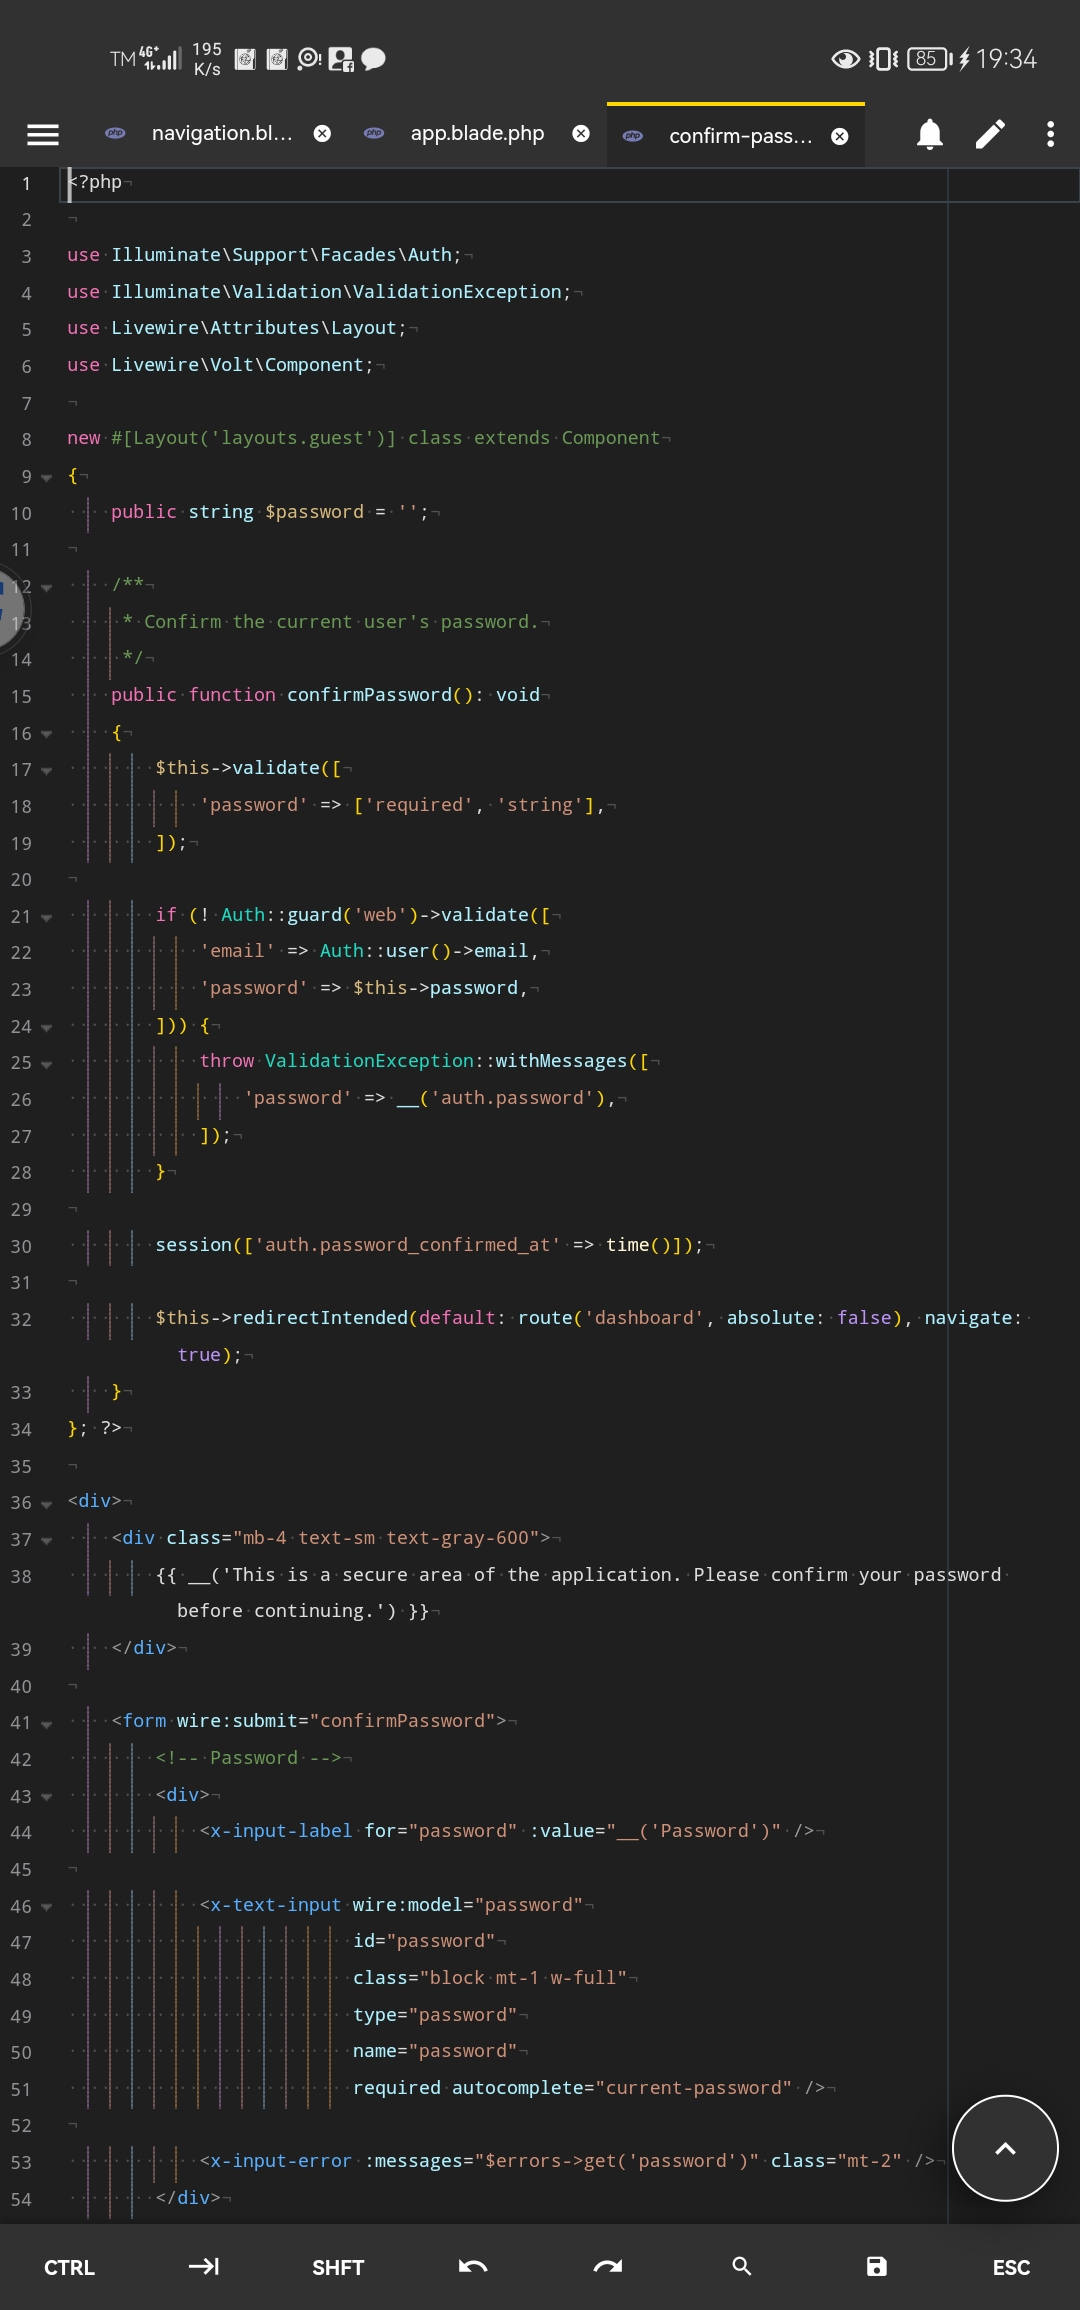 TM 4G+ 195 K/s 85 19:34
navigation.bl... app.blade.php confirm-pass...
1 <?php
2
3 use Illuminate\Support\Facades\Auth;
4 use Illuminate\Validation\ValidationException;
5 use Livewire\Attributes\Layout;
6 use Livewire\Volt\Component;
7
8 new #[Layout('layouts.guest')] class extends Component
9 {
10 public string $password = '';
11
12 /**
13 * Confirm the current user's password.
14 */
15 public function confirmPassword(): void
16 {
17 $this->validate([
18 'password' => ['required', 'string'],
19 ]);
20
21 if (! Auth::guard('web')->validate([
22 'email' => Auth::user()->email,
23 'password' => $this->password,
24 ])) {
25 throw ValidationException::withMessages([
26 'password' => __('auth.password'),
27 ]);
28 }
29
30 session(['auth.password_confirmed_at' => time()]);
31
32 $this->redirectIntended(default: route('dashboard', absolute: false), navigate:
true);
33 }
34 }; ?>
35
36 <div>
37 <div class="mb-4 text-sm text-gray-600">
38 {{ __('This is a secure area of the application. Please confirm your password
before continuing.') }}
39 </div>
40
41 <form wire:submit="confirmPassword">
42 <!-- Password -->
43 <div>
44 <x-input-label for="password" :value="__('Password')" />
45
46 <x-text-input wire:model="password"
47 id="password"
48 class="block mt-1 w-full"
49 type="password"
50 name="password"
51 required autocomplete="current-password" />
52
53 <x-input-error :messages="$errors->get('password')" class="mt-2" />
54 </div>
CTRL SHFT ESC